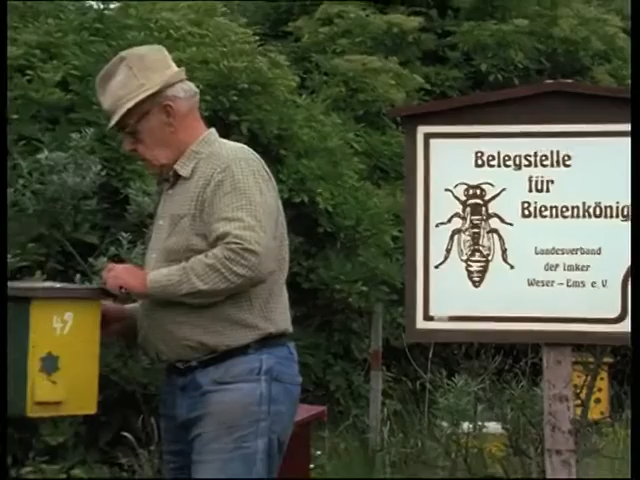 Belegstelle
für
Bienenkönig
Landesverband
der Imker
Weser-Ems e.V.
49